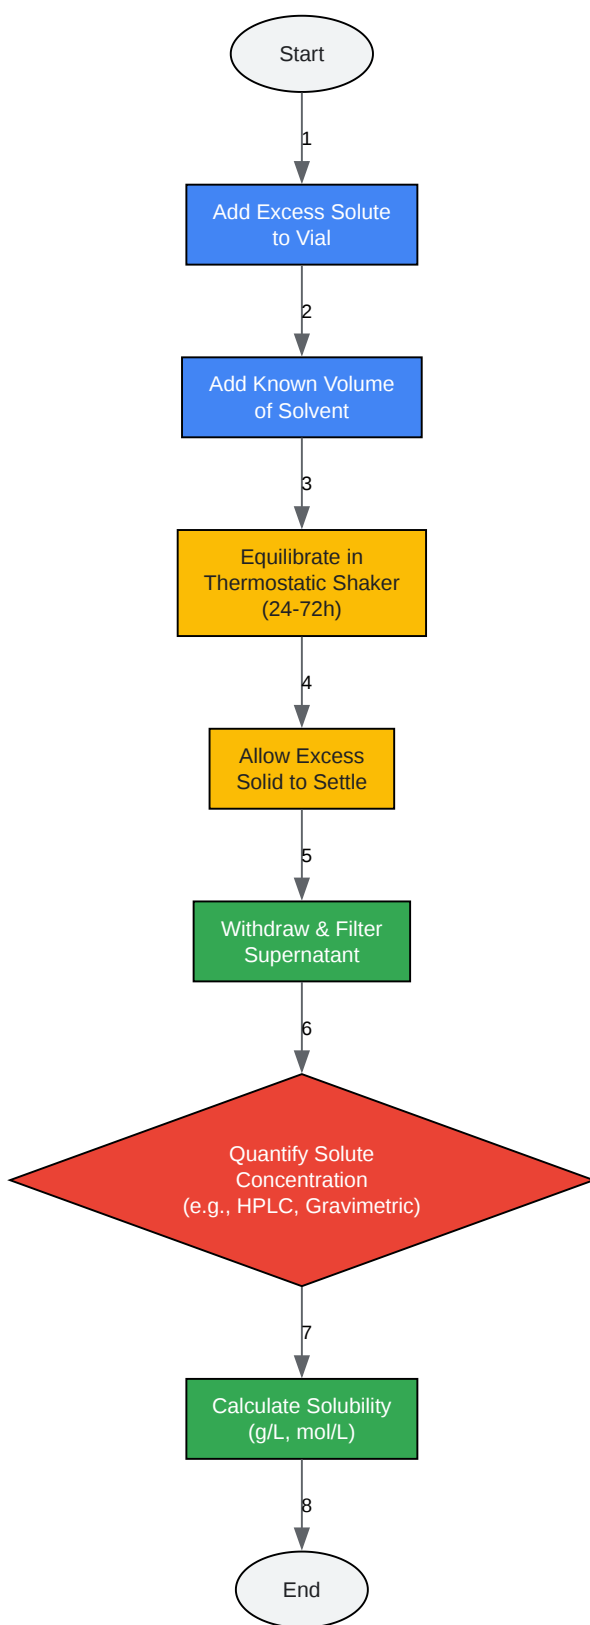 Start
1
Add Excess Solute
to Vial
2
Add Known Volume
of Solvent
3
Equilibrate in
Thermostatic Shaker
(24-72h)
4
Allow Excess
Solid to Settle
5
Withdraw & Filter
Supernatant
6
Quantify Solute
Concentration
(e.g., HPLC, Gravimetric)
7
Calculate Solubility
(g/L, mol/L)
8
End